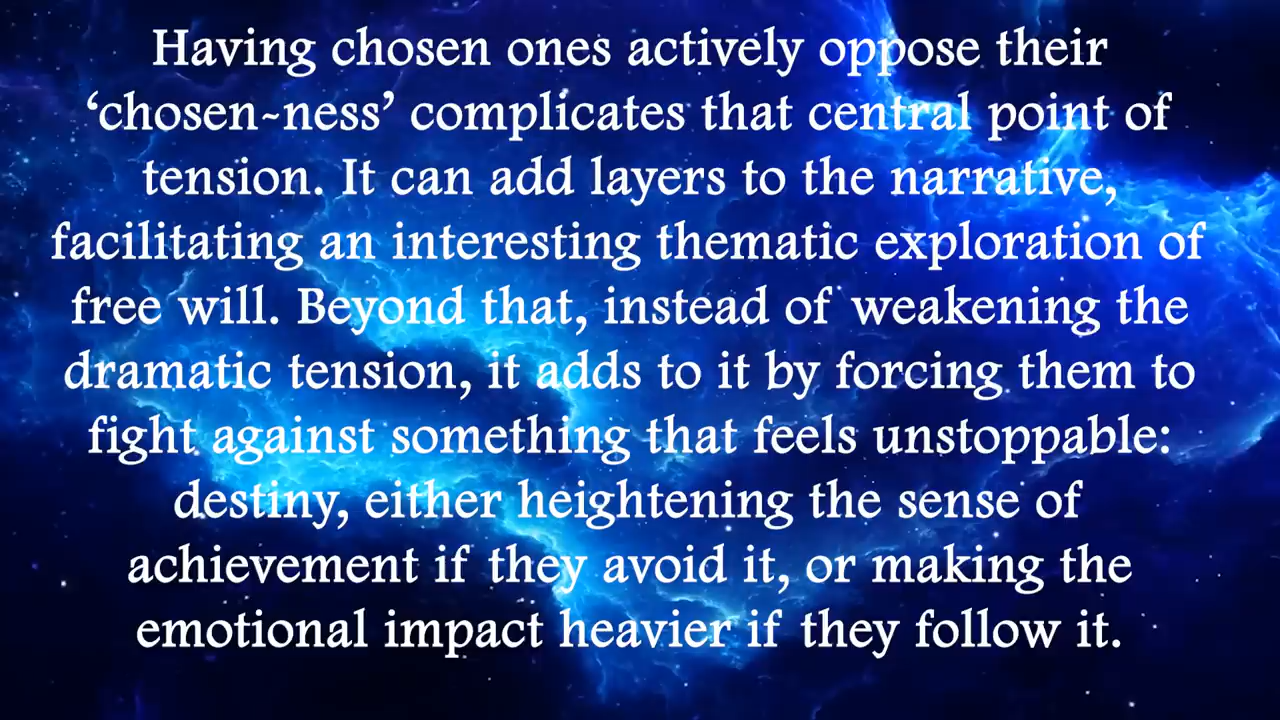 Having chosen ones actively oppose their
‘chosen-ness’ complicates that central point of
tension. It can add layers to the narrative,
facilitating an interesting thematic exploration of
free will. Beyond that, instead of weakening the
dramatic tension, it adds to it by forcing them to
fight against something that feels unstoppable:
destiny, either heightening the sense of
achievement if they avoid it, or making the
emotional impact heavier if they follow it.